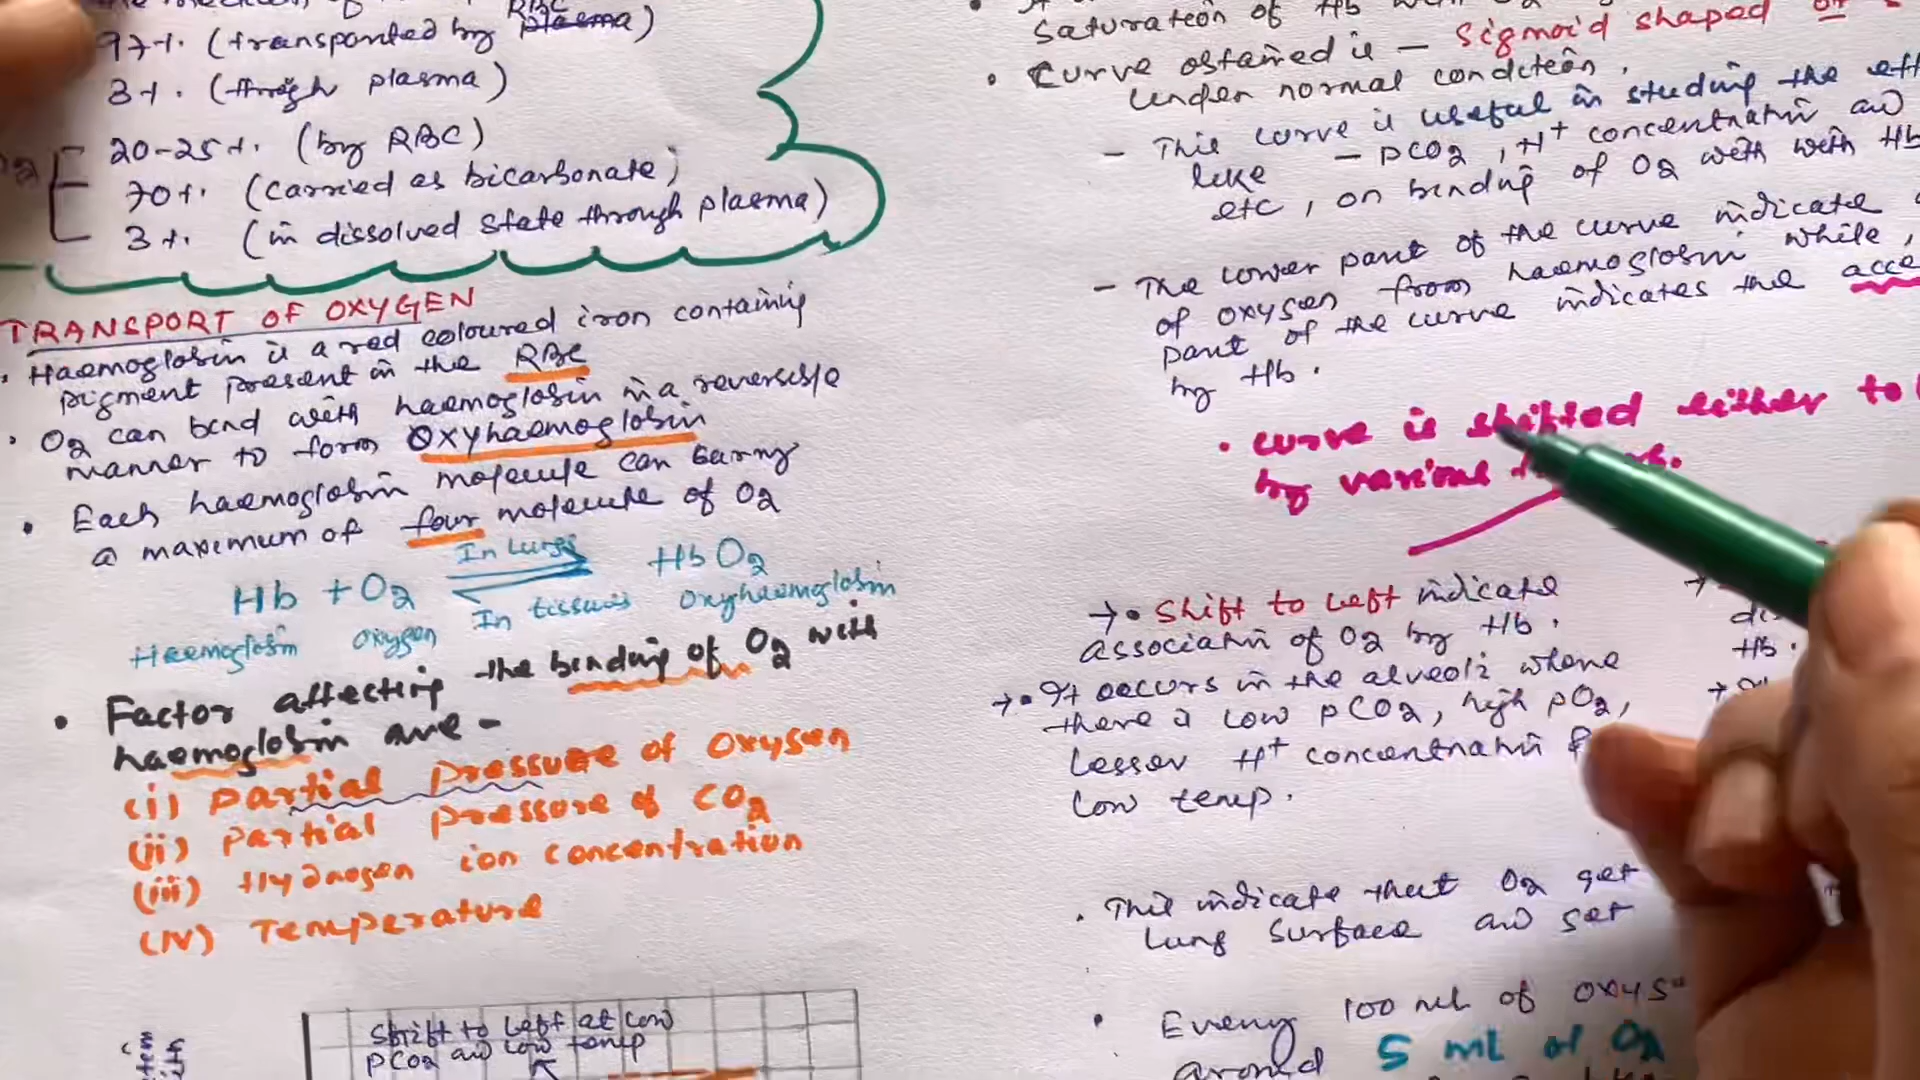 RBC
97%. (transported by plasma)
3%. (through plasma)
20-25%. (by RBC)
70%. (carried as bicarbonate)
3%. (in dissolved state through plasma)
TRANSPORT OF OXYGEN
• Haemoglobin is a red coloured iron containing
pigment present in the RBC
• O2 can bind with haemoglobin in a reversible
manner to form Oxyhaemoglobin
• Each haemoglobin molecule can carry
a maximum of four molecule of O2
In Lungs
Hb + O2 ⇌ HbO2
In tissues
Haemoglobin oxygen oxyhaemoglobin
• Factor affecting the binding of O2 with
haemoglobin are -
(i) Partial pressure of Oxygen
(ii) Partial pressure of CO2
(iii) Hydrogen ion concentration
(iv) Temperature
Shift to Left at Low
PCO2 and Low temp
saturation of Hb with O2
• Curve obtained is - Sigmoid shaped or
under normal condition.
- This curve is useful in studing the
like - pCO2, H+ concentration and
etc, on binding of O2 with with Hb
- The lower part of the curve indicate
of oxygen from haemoglobin while,
part of the curve indicates the
by Hb.
• curve is shifted either to
by various
→ • Shift to Left indicate
association of O2 by Hb.
→ • It occurs in the alveoli where
there is low pCO2, high pO2,
Lesser H+ concentration &
Low temp.
Hb.
• This indicate that O2 get
Lung surface and get
• Every 100 ml of
around 5 ml of O2